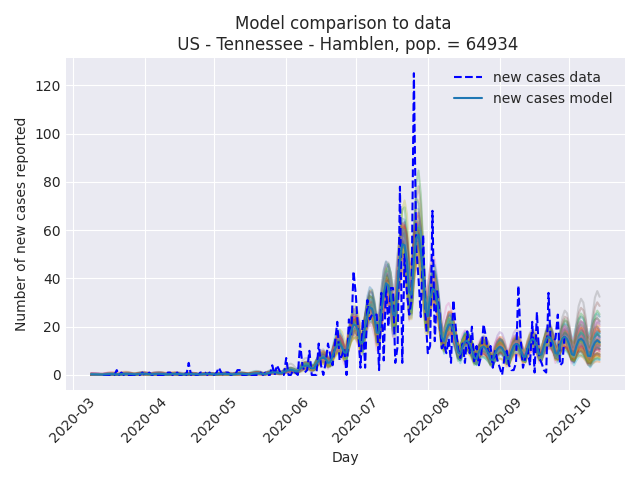 Model comparison to data
US - Tennessee - Hamblen, pop. = 64934
new cases data
new cases model
Number of new cases reported
120
100
80
60
40
20
0
2020-03
2020-04
2020-05
2020-06
2020-07
2020-08
2020-09
2020-10
Day